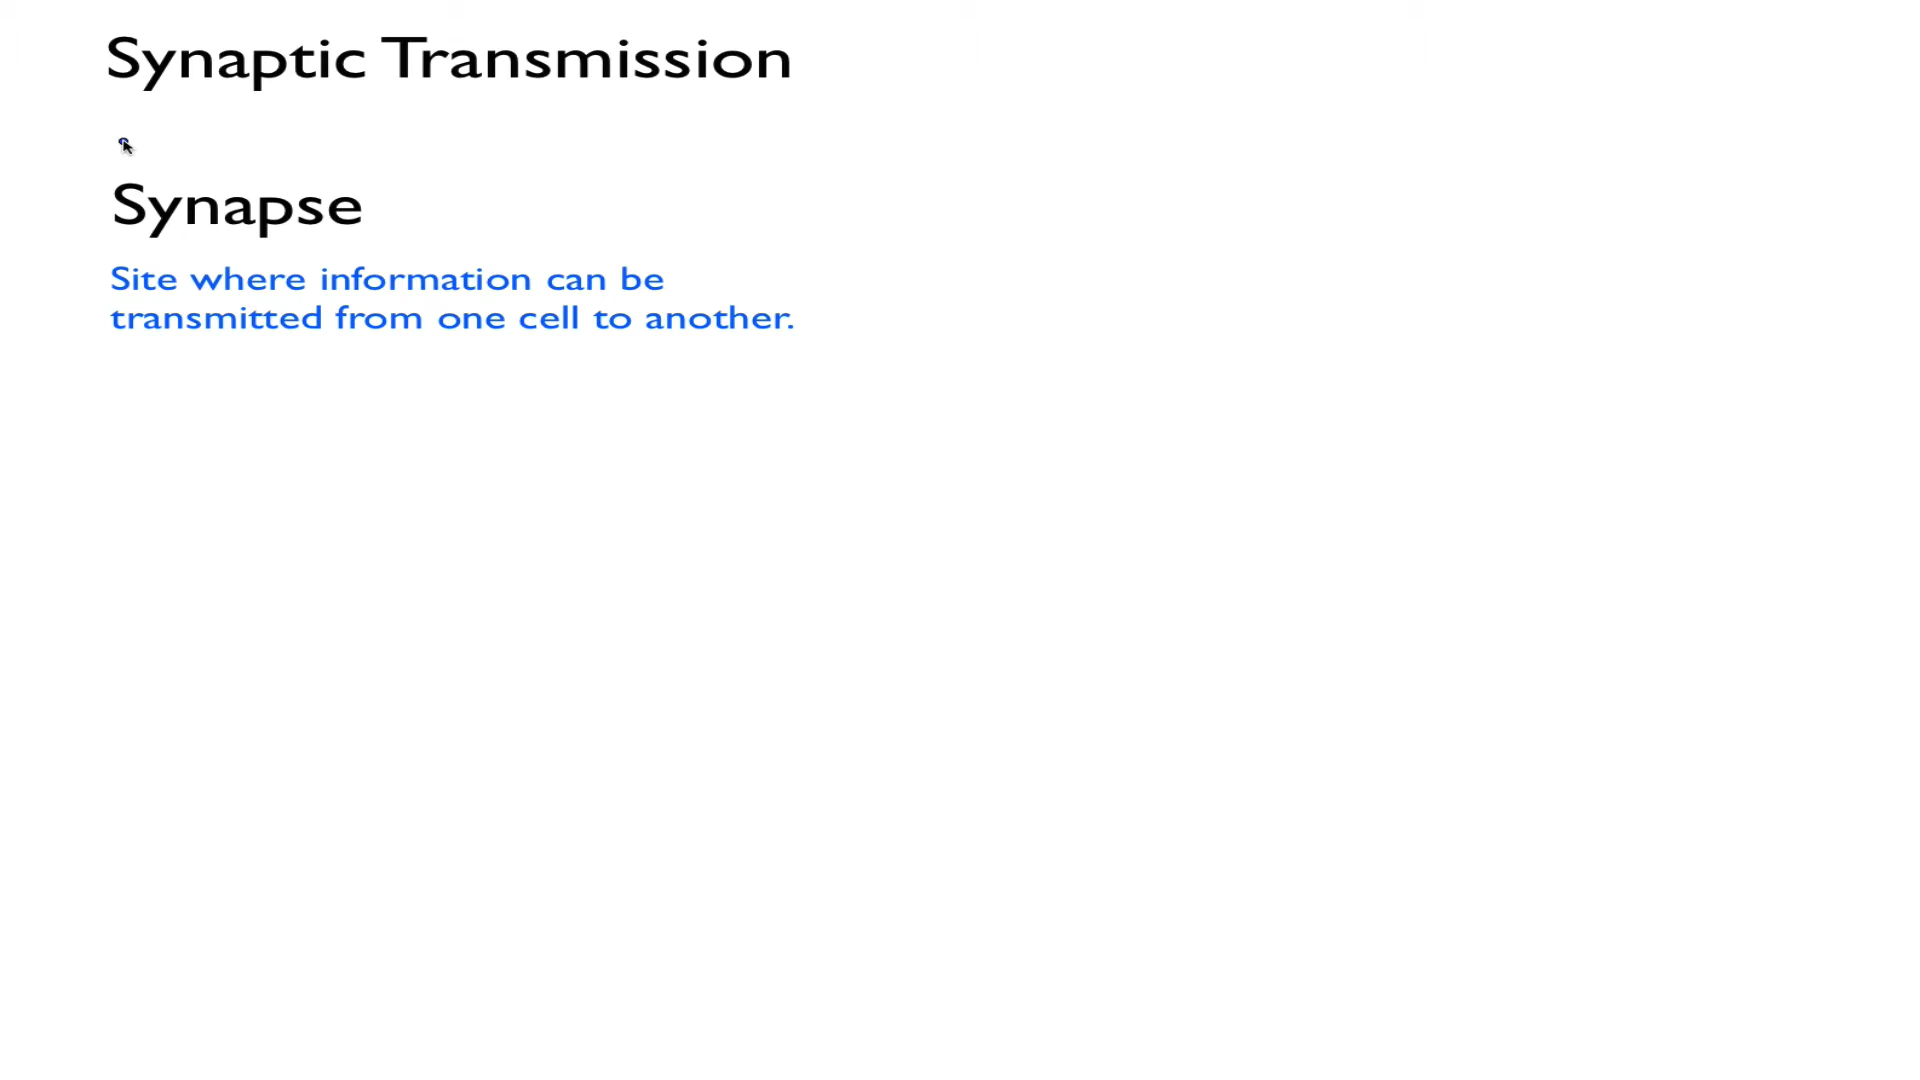 Synaptic Transmission
Synapse
Site where information can be
transmitted from one cell to another.